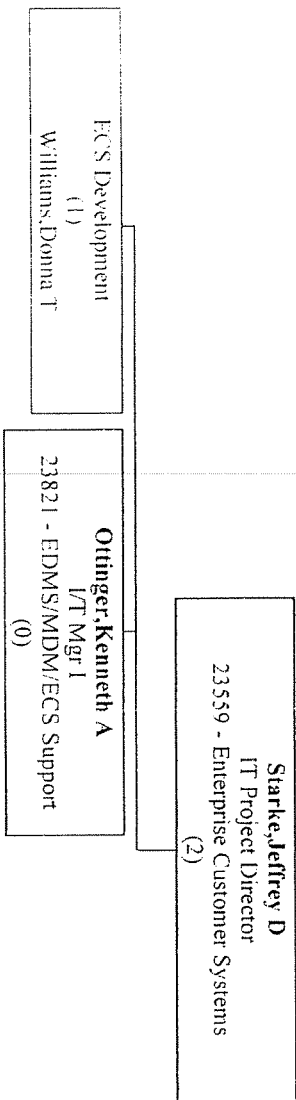 Starke,Jeffrey D
IT Project Director
23559 - Enterprise Customer Systems
(2)
ECS Development
(1)
Williams,Donna T
Ottinger,Kenneth A
I/T Mgr I
23821 - EDMS/MDM/ECS Support
(0)